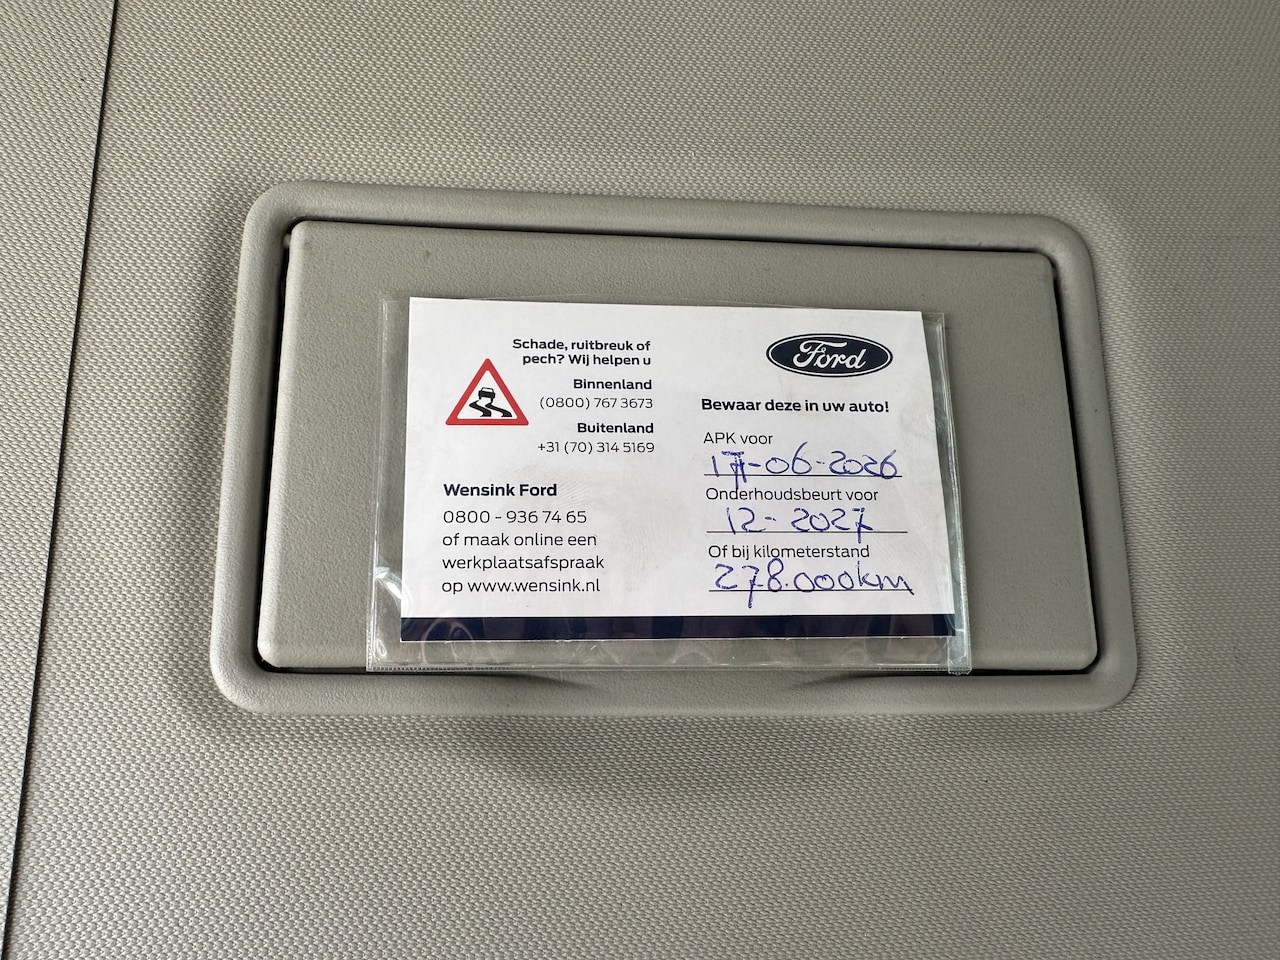 Schade, ruitbreuk of
pech? Wij helpen u
Binnenland
(0800) 767 3673
Buitenland
+31 (70) 314 5169
Wensink Ford
0800 - 936 74 65
of maak online een
werkplaatsafspraak
op www.wensink.nl
Ford
Bewaar deze in uw auto!
APK voor
17-06-2026
Onderhoudsbeurt voor
12-2027
Of bij kilometerstand
278.000km